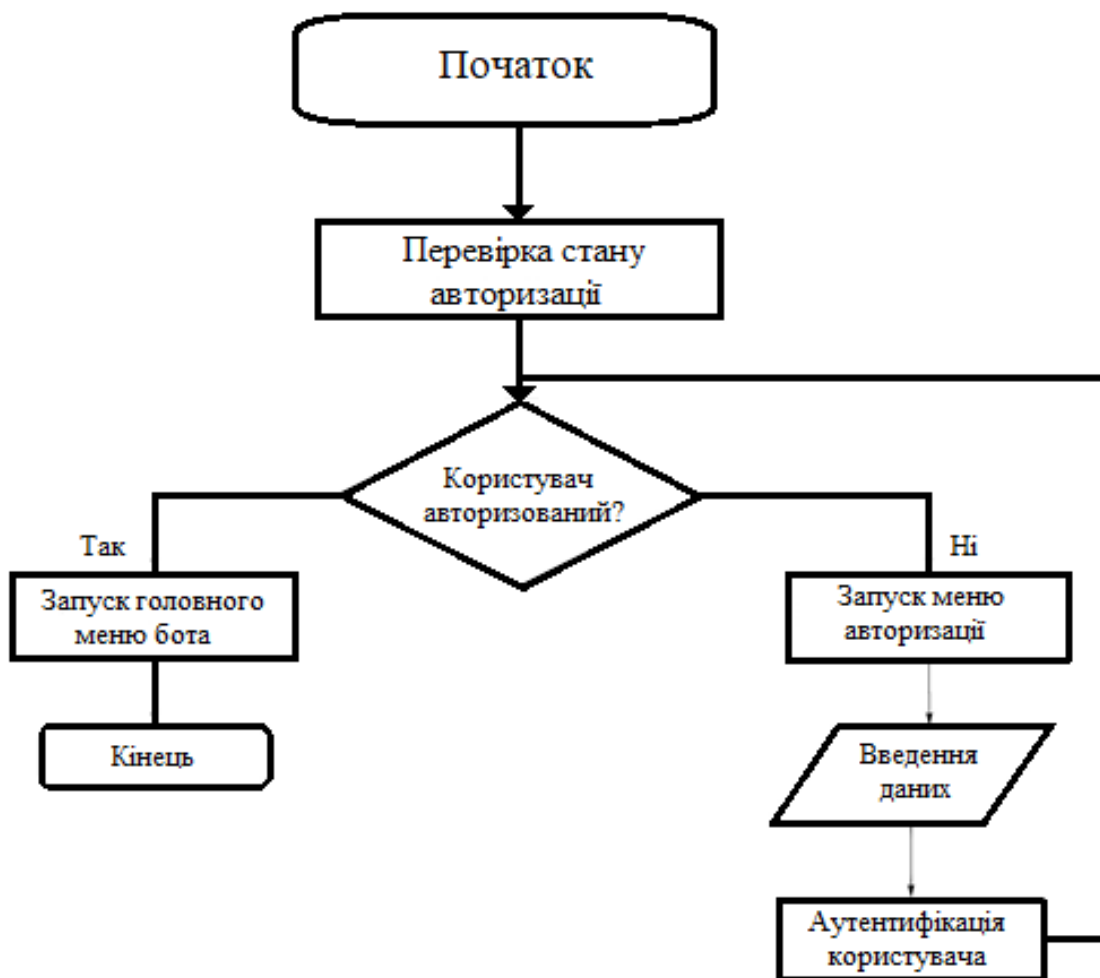 Початок
Перевірка стану
авторизації
Користувач
авторизований?
Так
Ні
Запуск головного
меню бота
Запуск меню
авторизації
Кінець
Введення
даних
Аутентифікація
користувача